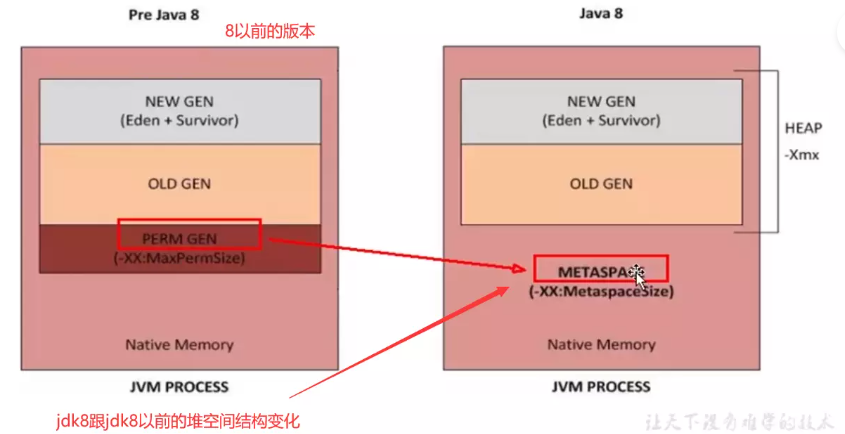 Pre Java 8
8以前的版本
Java 8
NEW GEN
(Eden + Survivor)
OLD GEN
PERM GEN
(-XX:MaxPermSize)
Native Memory
JVM PROCESS
NEW GEN
(Eden + Survivor)
OLD GEN
HEAP
-Xmx
METASPACE
(-XX:MetaspaceSize)
Native Memory
JVM PROCESS
jdk8跟jdk8以前的堆空间结构变化
让天下没有难学的技术